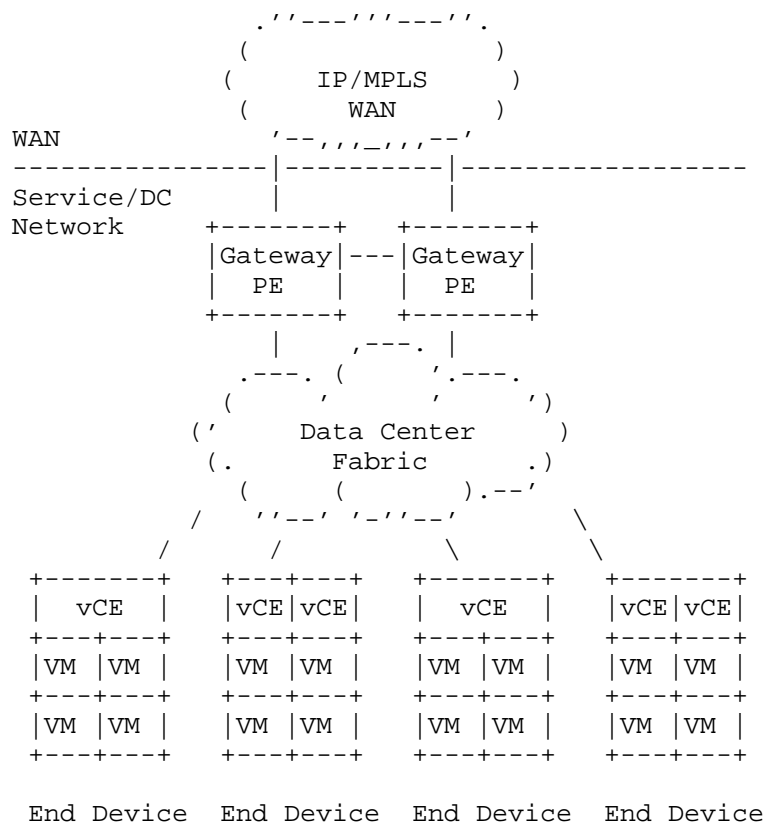 IP/MPLS
WAN
WAN
Service/DC
Network
Gateway Gateway
PE PE
Data Center
Fabric
vCE vCE vCE vCE vCE vCE
VM VM VM VM VM VM VM VM
VM VM VM VM VM VM VM VM
End Device End Device End Device End Device